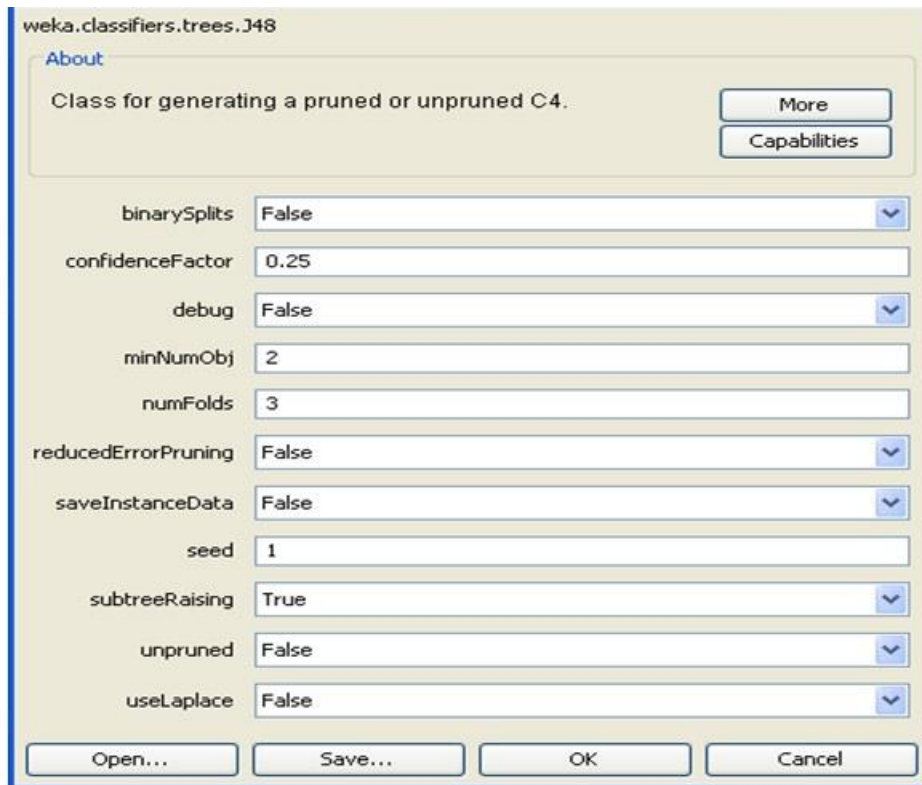 weka.classifiers.trees.J48
About
Class for generating a pruned or unpruned C4.
More
Capabilities
binarySplits False
confidenceFactor 0.25
debug False
minNumObj 2
numFolds 3
reducedErrorPruning False
saveInstanceData False
seed 1
subtreeRaising True
unpruned False
useLaplace False
Open... Save... OK Cancel